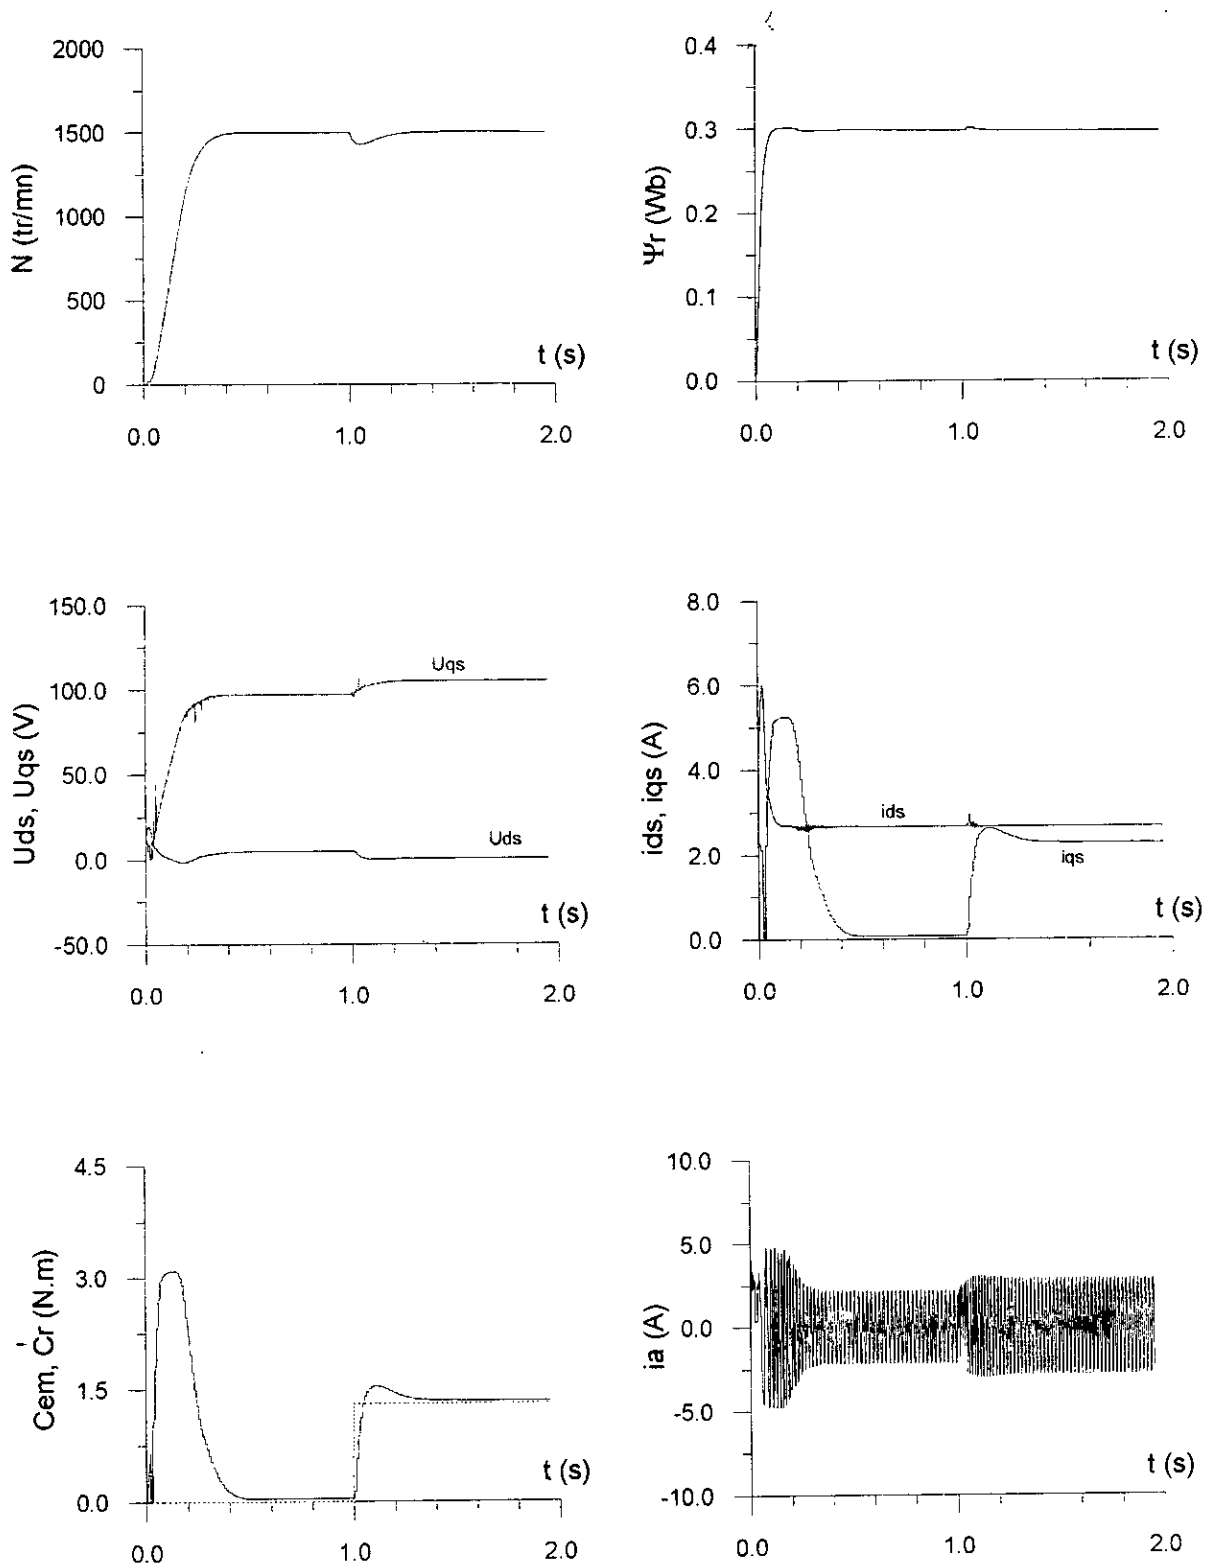 2000
1500
1000
500
0
N (tr/mn)
t (s)
0.0
1.0
2.0
0.4
0.3
0.2
0.1
0.0
Ψr (Wb)
t (s)
0.0
1.0
2.0
150.0
100.0
50.0
0.0
-50.0
Uds, Uqs (V)
Uqs
Uds
t (s)
0.0
1.0
2.0
8.0
6.0
4.0
2.0
0.0
ids, iqs (A)
ids
iqs
t (s)
0.0
1.0
2.0
4.5
3.0
1.5
0.0
Cem, Cr (N.m)
t (s)
0.0
1.0
2.0
10.0
5.0
0.0
-5.0
-10.0
ia (A)
t (s)
0.0
1.0
2.0